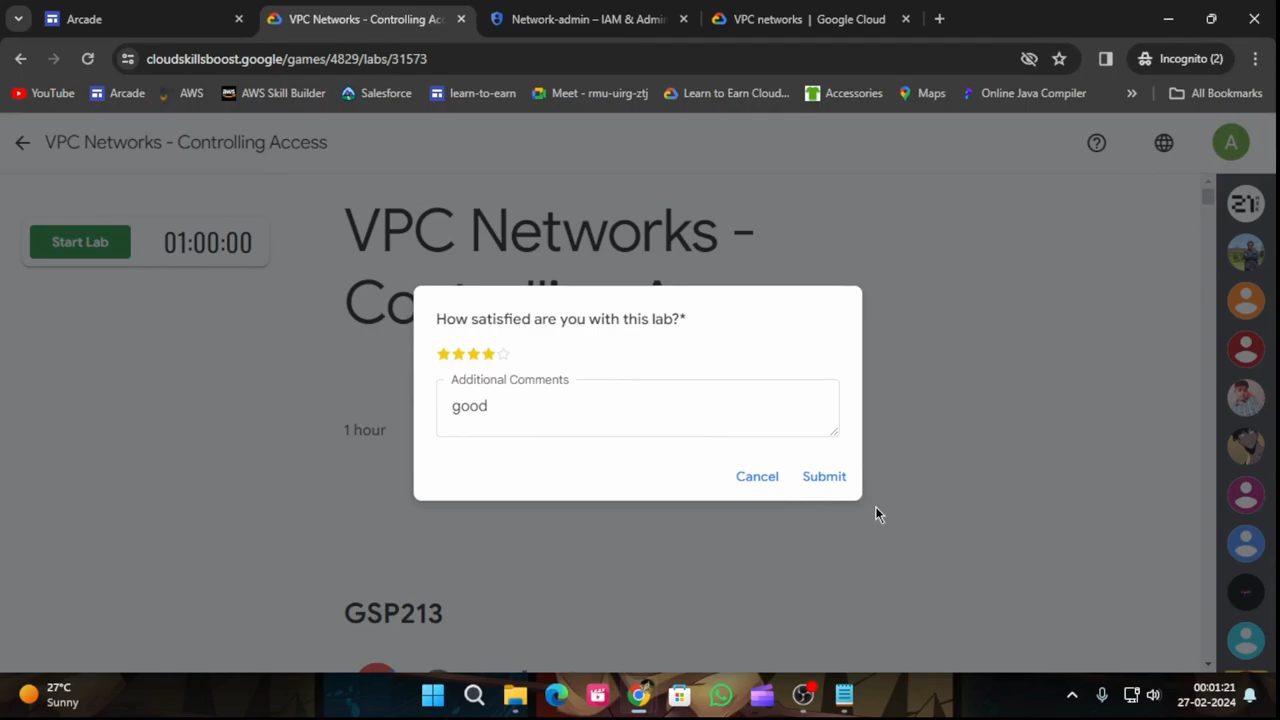 Arcade
VPC Networks - Controlling Acc
Network-admin – IAM & Admin
VPC networks | Google Cloud
cloudskillsboost.google/games/4829/labs/31573
Incognito (2)
YouTube
Arcade
AWS
AWS Skill Builder
Salesforce
learn-to-earn
Meet - rmu-uirg-ztj
Learn to Earn Cloud...
Accessories
Maps
Online Java Compiler
All Bookmarks
VPC Networks - Controlling Access
A
Start Lab
01:00:00
VPC Networks -
How satisfied are you with this lab?*
Additional Comments
good
1 hour
Cancel
Submit
GSP213
27°C
Sunny
00:01:21
27-02-2024